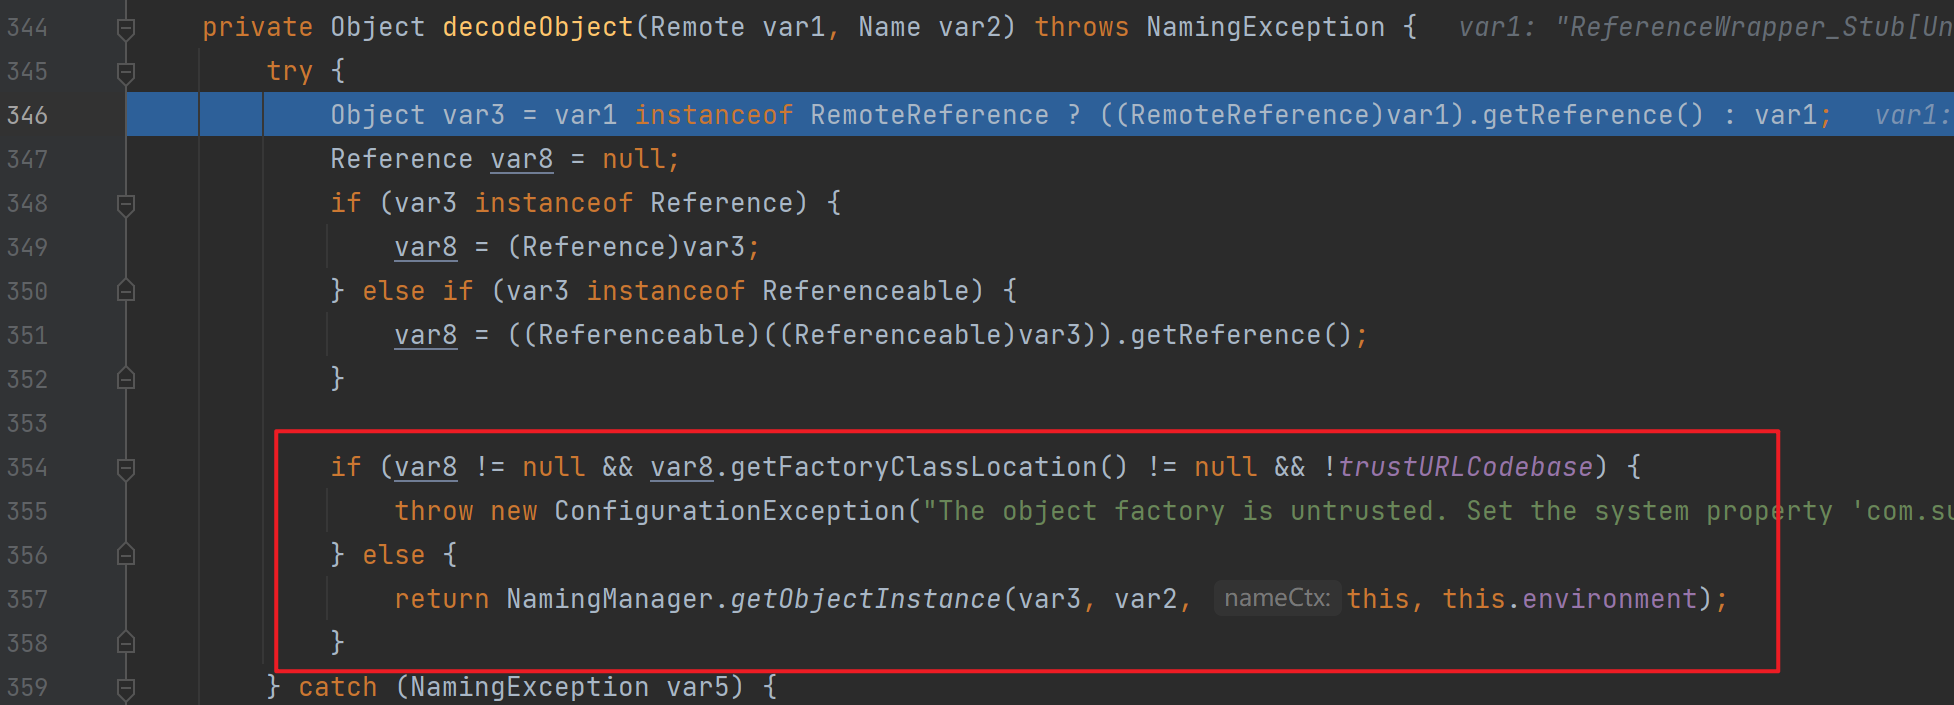 344 private Object decodeObject(Remote var1, Name var2) throws NamingException { var1: "ReferenceWrapper_Stub[Un
345 try {
346 Object var3 = var1 instanceof RemoteReference ? ((RemoteReference)var1).getReference() : var1; var1:
347 Reference var8 = null;
348 if (var3 instanceof Reference) {
349 var8 = (Reference)var3;
350 } else if (var3 instanceof Referenceable) {
351 var8 = ((Referenceable)((Referenceable)var3)).getReference();
352 }
353
354 if (var8 != null && var8.getFactoryClassLocation() != null && !trustURLCodebase) {
355 throw new ConfigurationException("The object factory is untrusted. Set the system property 'com.su
356 } else {
357 return NamingManager.getObjectInstance(var3, var2, nameCtx: this, this.environment);
358 }
359 } catch (NamingException var5) {